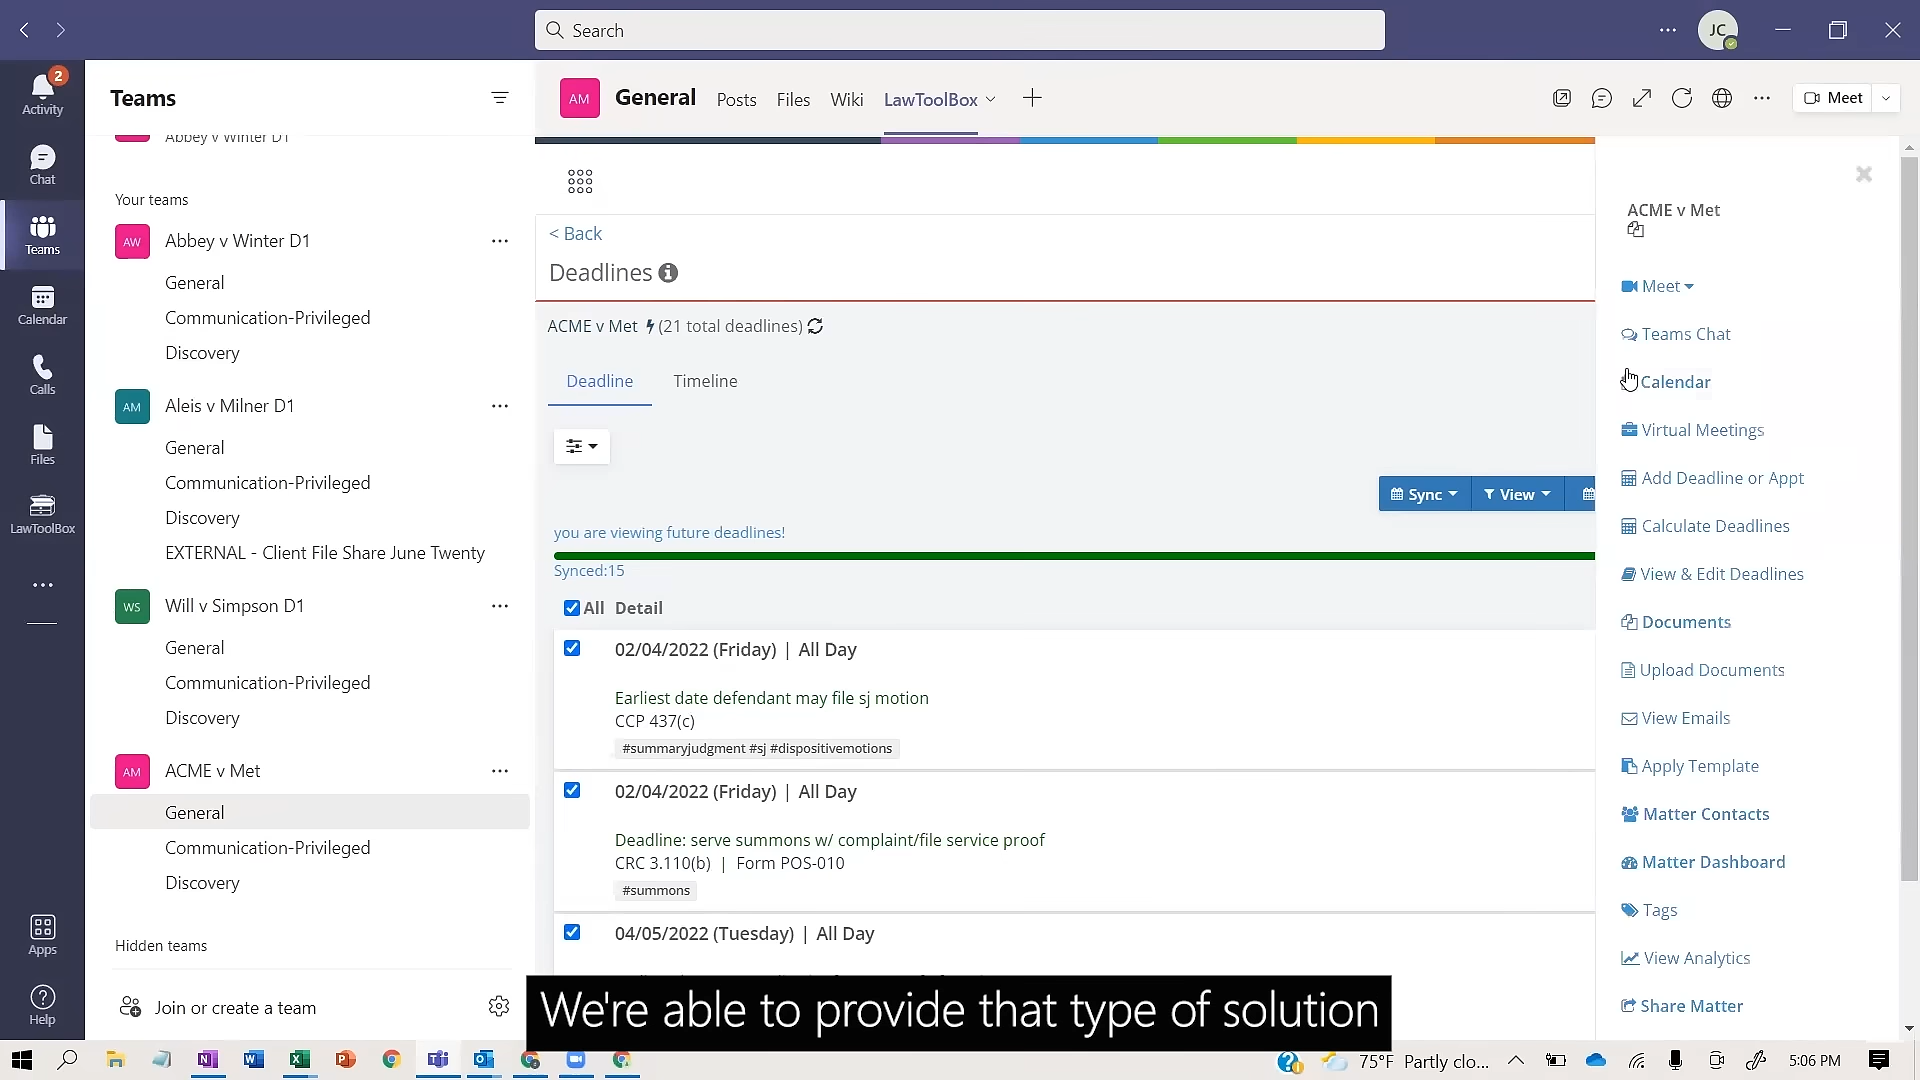 Search
JC
2
Activity
Chat
Teams
Calendar
Calls
Files
LawToolBox
Apps
Help
Teams
Abbey v Winter D1
Your teams
AW Abbey v Winter D1
General
Communication-Privileged
Discovery
AM Aleis v Milner D1
General
Communication-Privileged
Discovery
EXTERNAL - Client File Share June Twenty
WS Will v Simpson D1
General
Communication-Privileged
Discovery
AM ACME v Met
General
Communication-Privileged
Discovery
Hidden teams
Join or create a team
AM General Posts Files Wiki LawToolBox
Meet
< Back
Deadlines
ACME v Met (21 total deadlines)
Deadline Timeline
Sync View
you are viewing future deadlines!
Synced:15
All Detail
02/04/2022 (Friday) | All Day
Earliest date defendant may file sj motion
CCP 437(c)
#summaryjudgment #sj #dispositivemotions
02/04/2022 (Friday) | All Day
Deadline: serve summons w/ complaint/file service proof
CRC 3.110(b) | Form POS-010
#summons
04/05/2022 (Tuesday) | All Day
ACME v Met
Meet
Teams Chat
Calendar
Virtual Meetings
Add Deadline or Appt
Calculate Deadlines
View & Edit Deadlines
Documents
Upload Documents
View Emails
Apply Template
Matter Contacts
Matter Dashboard
Tags
View Analytics
Share Matter
We're able to provide that type of solution
75°F Partly clo...
5:06 PM